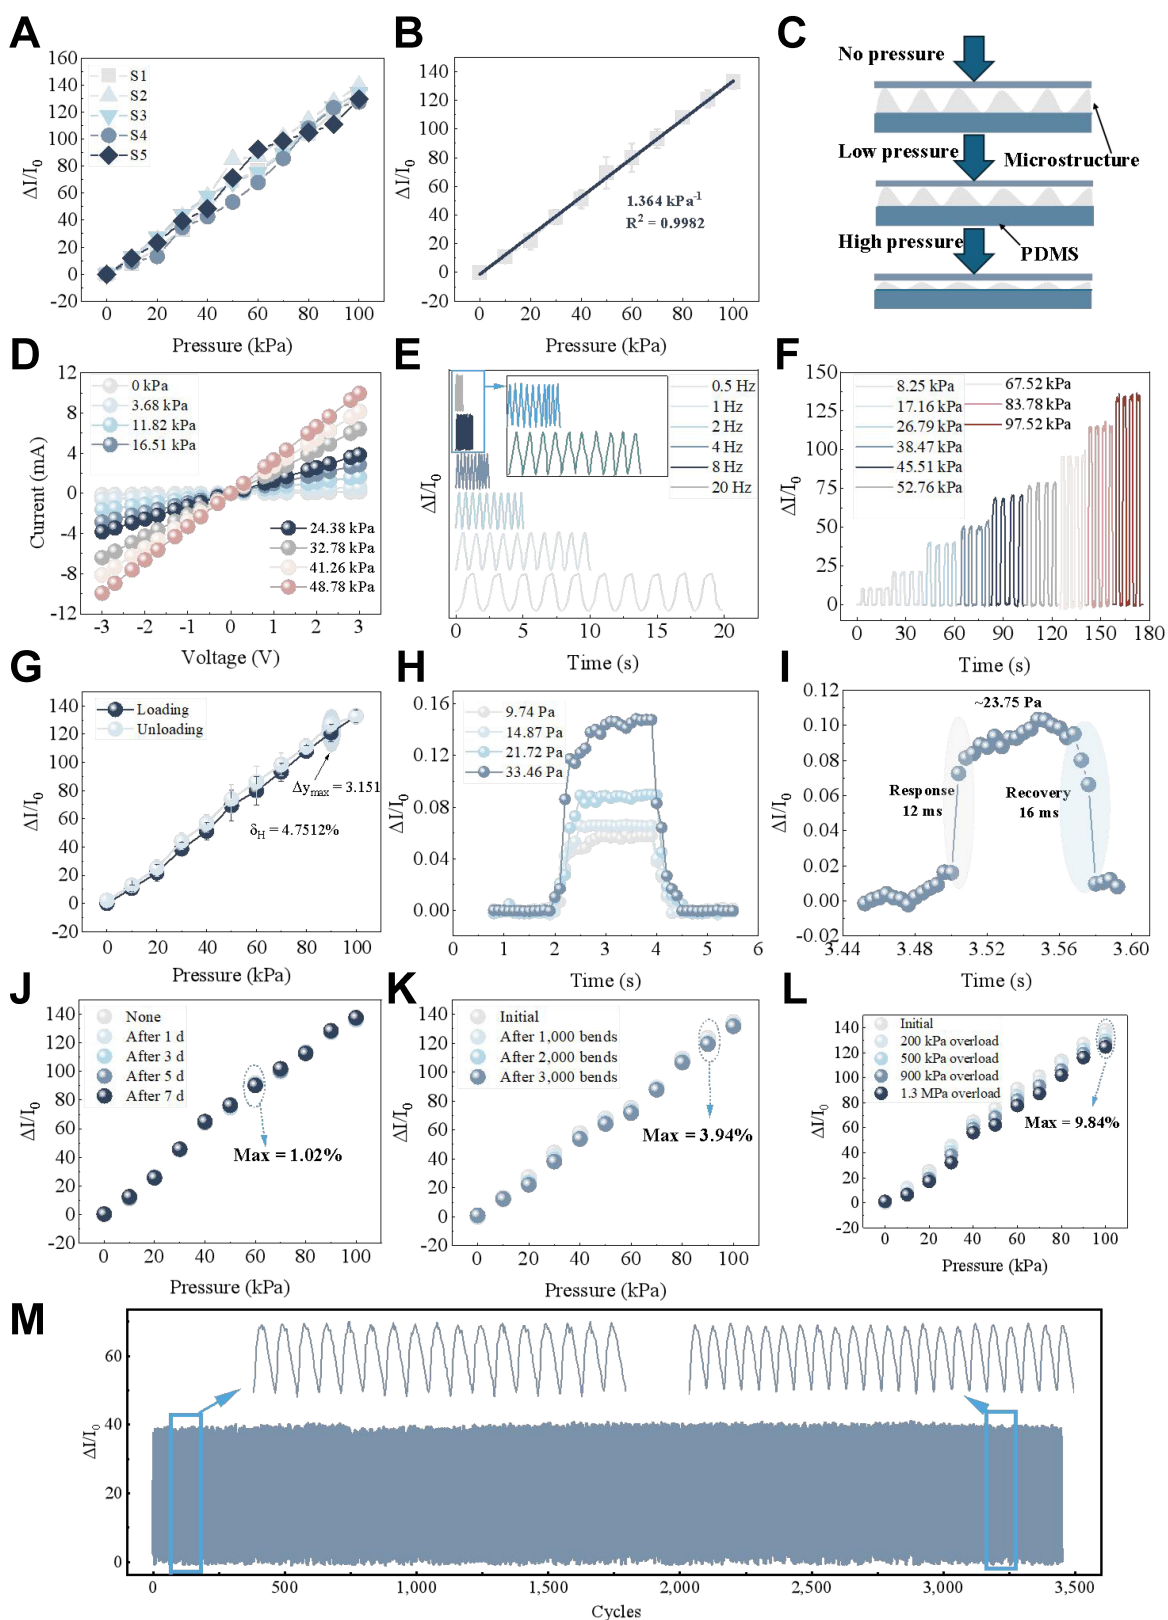 A
160
140
120
100
80
60
40
20
0
-20
ΔI/I0
S1
S2
S3
S4
S5
0 20 40 60 80 100
Pressure (kPa)
B
140
120
100
80
60
40
20
0
-20
ΔI/I0
1.364 kPa-1
R2 = 0.9982
0 20 40 60 80 100
Pressure (kPa)
C
No pressure
Low pressure
Microstructure
High pressure
PDMS
D
12
8
4
0
-4
-8
-12
Current (mA)
0 kPa
3.68 kPa
11.82 kPa
16.51 kPa
24.38 kPa
32.78 kPa
41.26 kPa
48.78 kPa
-3 -2 -1 0 1 2 3
Voltage (V)
E
ΔI/I0
0.5 Hz
1 Hz
2 Hz
4 Hz
8 Hz
20 Hz
0 5 10 15 20
Time (s)
F
150
125
100
75
50
25
0
ΔI/I0
8.25 kPa
17.16 kPa
26.79 kPa
38.47 kPa
45.51 kPa
52.76 kPa
67.52 kPa
83.78 kPa
97.52 kPa
0 30 60 90 120 150 180
Time (s)
G
140
120
100
80
60
40
20
0
-20
ΔI/I0
Loading
Unloading
Δymax = 3.151
δH = 4.7512%
0 20 40 60 80 100
Pressure (kPa)
H
0.16
0.12
0.08
0.04
0.00
ΔI/I0
9.74 Pa
14.87 Pa
21.72 Pa
33.46 Pa
0 1 2 3 4 5 6
Time (s)
I
0.12
0.10
0.08
0.06
0.04
0.02
0.00
-0.02
ΔI/I0
~23.75 Pa
Response
12 ms
Recovery
16 ms
3.44 3.48 3.52 3.56 3.60
Time (s)
J
140
120
100
80
60
40
20
0
-20
ΔI/I0
None
After 1 d
After 3 d
After 5 d
After 7 d
Max = 1.02%
0 20 40 60 80 100
Pressure (kPa)
K
140
120
100
80
60
40
20
0
-20
ΔI/I0
Initial
After 1,000 bends
After 2,000 bends
After 3,000 bends
Max = 3.94%
0 20 40 60 80 100
Pressure (kPa)
L
140
120
100
80
60
40
20
0
-20
ΔI/I0
Initial
200 kPa overload
500 kPa overload
900 kPa overload
1.3 MPa overload
Max = 9.84%
0 20 40 60 80 100
Pressure (kPa)
M
60
40
20
0
ΔI/I0
0 500 1,000 1,500 2,000 2,500 3,000 3,500
Cycles